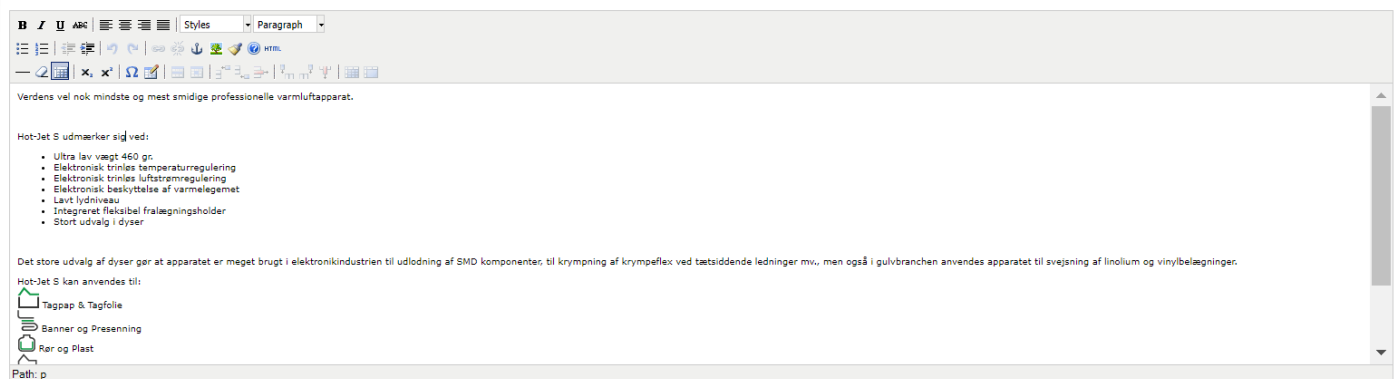 B I U ABC Styles Paragraph
HTML
x₂ x² Ω
Verdens vel nok mindste og mest smidige professionelle varmluftapparat.
Hot-Jet S udmærker sig ved:
• Ultra lav vægt 460 gr.
• Elektronisk trinløs temperaturregulering
• Elektronisk trinløs luftstrømregulering
• Elektronisk beskyttelse af varmelegemet
• Lavt lydniveau
• Integreret fleksibel fralægningsholder
• Stort udvalg i dyser
Det store udvalg af dyser gør at apparatet er meget brugt i elektronikindustrien til udlodning af SMD komponenter, til krympning af krympeflex ved tætsiddende ledninger mv., men også i gulvbranchen anvendes apparatet til svejsning af linolium og vinylbelægninger.
Hot-Jet S kan anvendes til:
Tagpap & Tagfolie
Banner og Presenning
Rør og Plast
Path: p